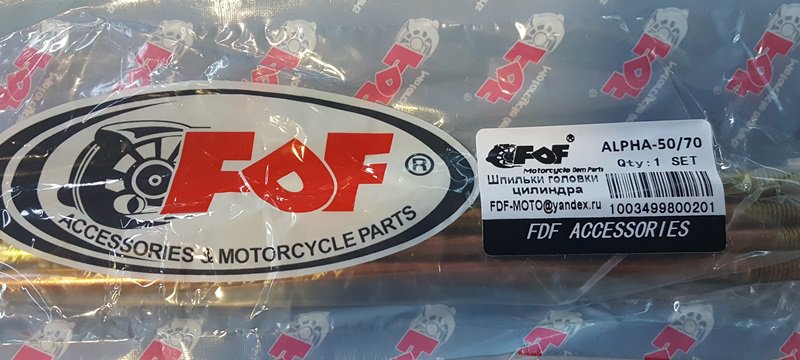 FDF®
ACCESSORIES & MOTORCYCLE PARTS
FDF®
Motorcycle Oem Parts
ALPHA-50/70
Qty:1 SET
Шпильки головки
цилиндра
FDF-MOTO@yandex.ru
1003499800201
FDF ACCESSORIES